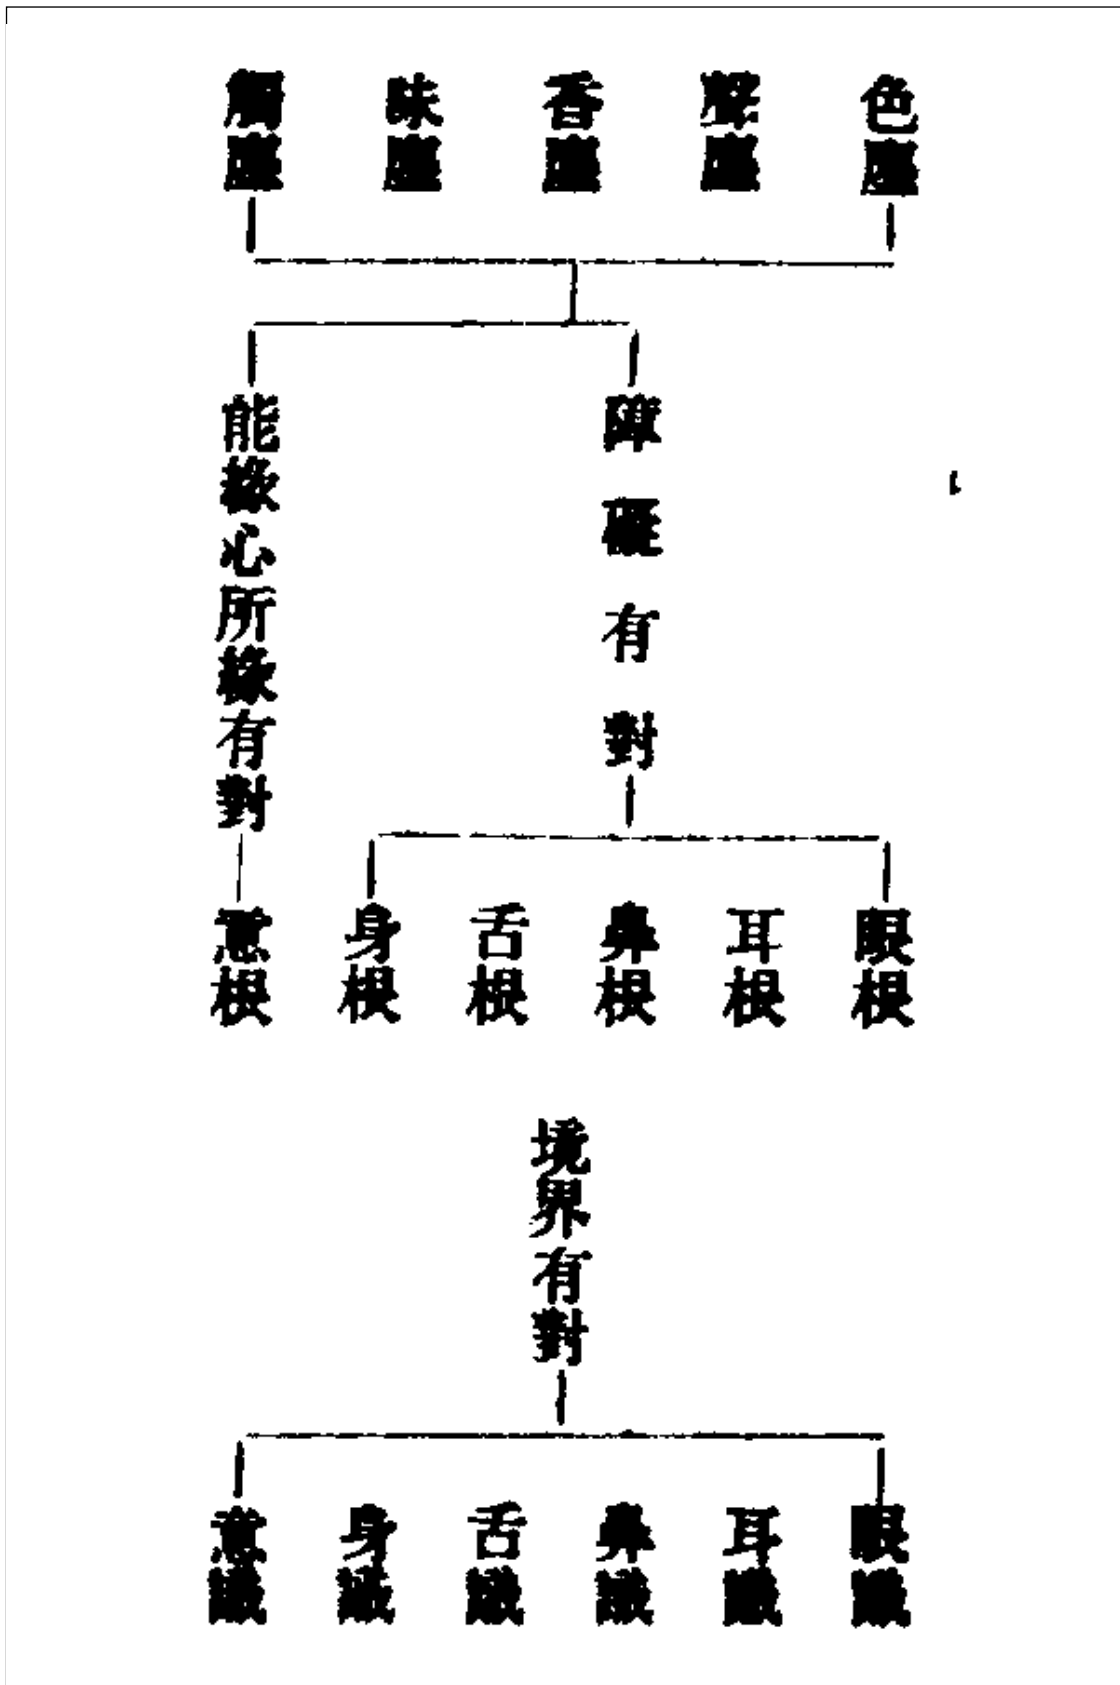 色塵
聲塵
香塵
味塵
觸塵
障礙有對
能緣心所緣有對
眼根
耳根
鼻根
舌根
身根
意根
境界有對
眼識
耳識
鼻識
舌識
身識
意識